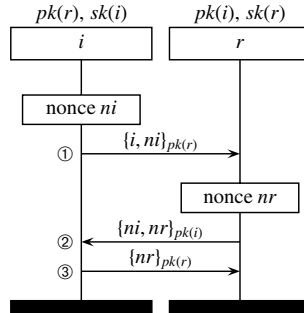 pk(r), sk(i) pk(i), sk(r)
i r
nonce ni
① {i, ni}pk(r)
nonce nr
② {ni, nr}pk(i)
③ {nr}pk(r)